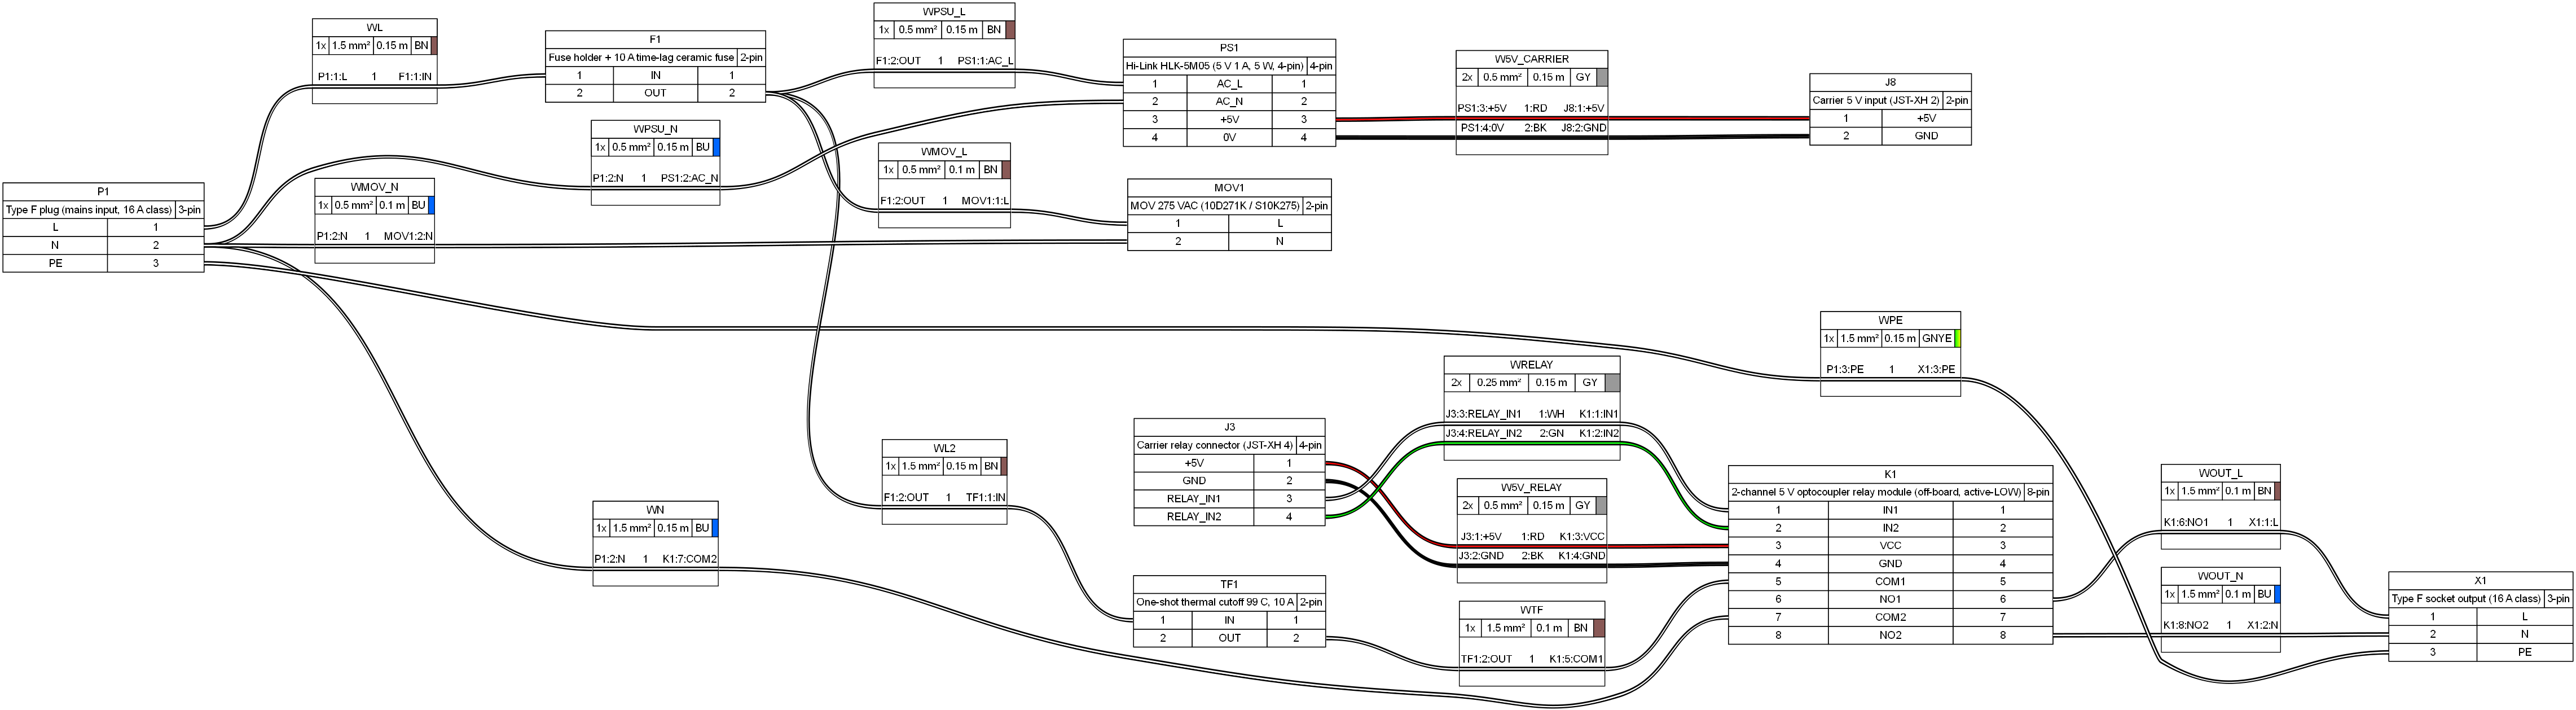 WL
1x 1.5 mm² 0.15 m BN
P1:1:L 1 F1:1:IN
F1
Fuse holder + 10 A time-lag ceramic fuse 2-pin
1 IN 1
2 OUT 2
WPSU_L
1x 0.5 mm² 0.15 m BN
F1:2:OUT 1 PS1:1:AC_L
PS1
Hi-Link HLK-5M05 (5 V 1 A, 5 W, 4-pin) 4-pin
1 AC_L 1
2 AC_N 2
3 +5V 3
4 0V 4
W5V_CARRIER
2x 0.5 mm² 0.15 m GY
PS1:3:+5V 1:RD J8:1:+5V
PS1:4:0V 2:BK J8:2:GND
J8
Carrier 5 V input (JST-XH 2) 2-pin
1 +5V
2 GND
WPSU_N
1x 0.5 mm² 0.15 m BU
P1:2:N 1 PS1:2:AC_N
WMOV_L
1x 0.5 mm² 0.1 m BN
F1:2:OUT 1 MOV1:1:L
P1
Type F plug (mains input, 16 A class) 3-pin
L 1
N 2
PE 3
WMOV_N
1x 0.5 mm² 0.1 m BU
P1:2:N 1 MOV1:2:N
MOV1
MOV 275 VAC (10D271K / S10K275) 2-pin
1 L
2 N
WPE
1x 1.5 mm² 0.15 m GNYE
P1:3:PE 1 X1:3:PE
WRELAY
2x 0.25 mm² 0.15 m GY
J3:3:RELAY_IN1 1:WH K1:1:IN1
J3:4:RELAY_IN2 2:GN K1:2:IN2
J3
Carrier relay connector (JST-XH 4) 4-pin
+5V 1
GND 2
RELAY_IN1 3
RELAY_IN2 4
WL2
1x 1.5 mm² 0.15 m BN
F1:2:OUT 1 TF1:1:IN
W5V_RELAY
2x 0.5 mm² 0.15 m GY
J3:1:+5V 1:RD K1:3:VCC
J3:2:GND 2:BK K1:4:GND
K1
2-channel 5 V optocoupler relay module (off-board, active-LOW) 8-pin
1 IN1 1
2 IN2 2
3 VCC 3
4 GND 4
5 COM1 5
6 NO1 6
7 COM2 7
8 NO2 8
WOUT_L
1x 1.5 mm² 0.1 m BN
K1:6:NO1 1 X1:1:L
WN
1x 1.5 mm² 0.15 m BU
P1:2:N 1 K1:7:COM2
TF1
One-shot thermal cutoff 99 C, 10 A 2-pin
1 IN 1
2 OUT 2
WTF
1x 1.5 mm² 0.1 m BN
TF1:2:OUT 1 K1:5:COM1
WOUT_N
1x 1.5 mm² 0.1 m BU
K1:8:NO2 1 X1:2:N
X1
Type F socket output (16 A class) 3-pin
1 L
2 N
3 PE